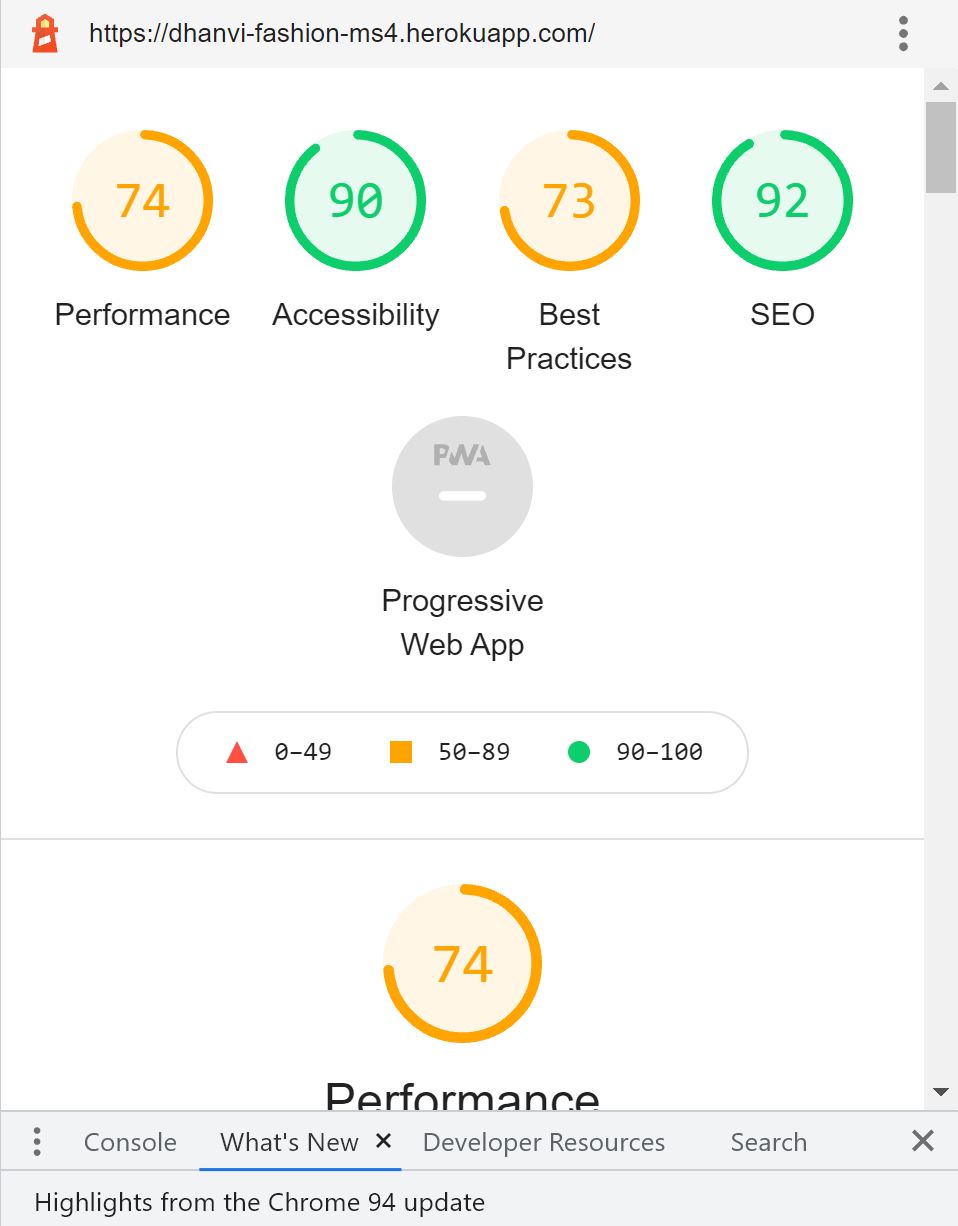 https://dhanvi-fashion-ms4.herokuapp.com/
74 90 73 92
Performance Accessibility Best Practices SEO
PWA
Progressive
Web App
0–49 50–89 90–100
74
Performance
Console What's New × Developer Resources Search ×
Highlights from the Chrome 94 update